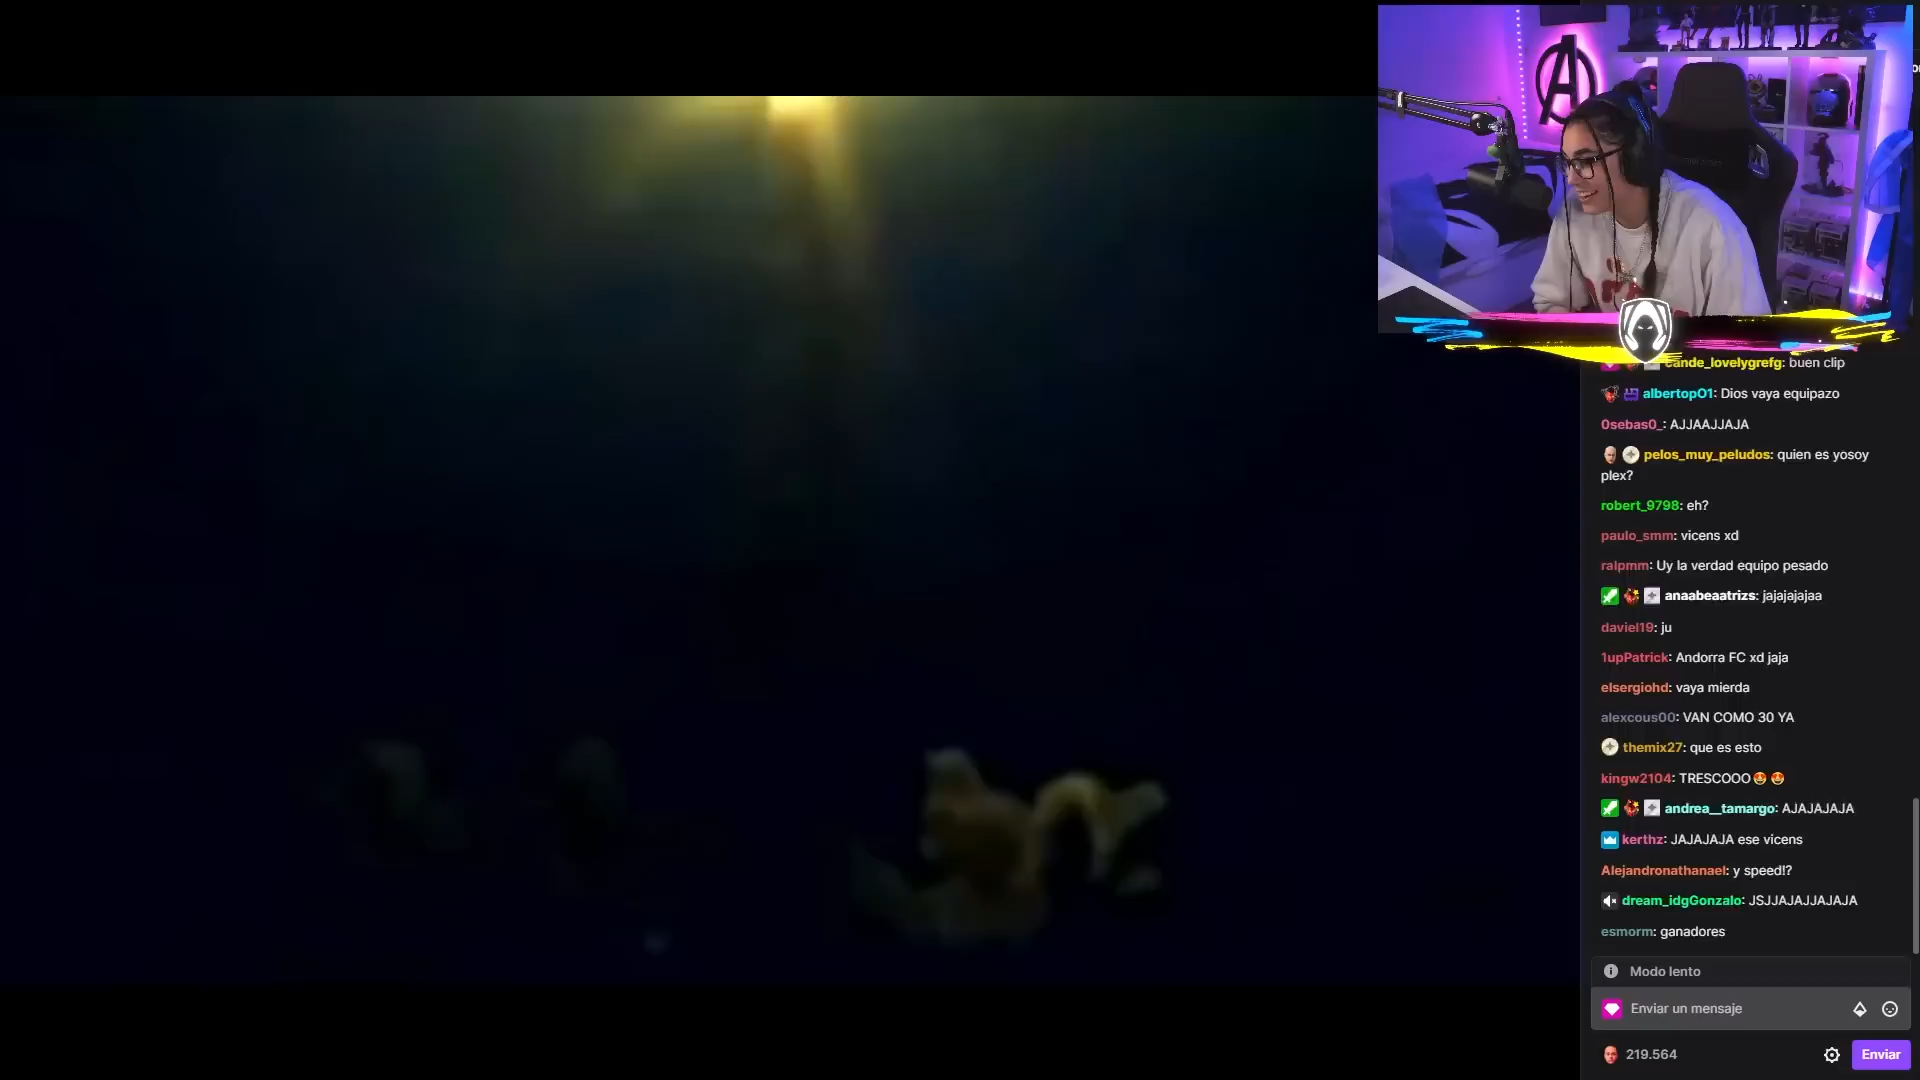 cande_lovelygrefg: buen clip
albertopO1: Dios vaya equipazo
0sebas0_: AJJAAJJAJA
pelos_muy_peludos: quien es yosoy
plex?
robert_9798: eh?
paulo_smm: vicens xd
ralpmm: Uy la verdad equipo pesado
anaabeaatrizs: jajajajajaa
daviel19: ju
1upPatrick: Andorra FC xd jaja
elsergiohd: vaya mierda
alexcous00: VAN COMO 30 YA
themix27: que es esto
kingw2104: TRESCOOO🤩 🤩
andrea__tamargo: AJAJAJAJA
kerthz: JAJAJAJA ese vicens
Alejandronathanael: y speed!?
dream_idgGonzalo: JSJJAJAJJAJAJA
esmorm: ganadores
Modo lento
Enviar un mensaje
219.564
Enviar